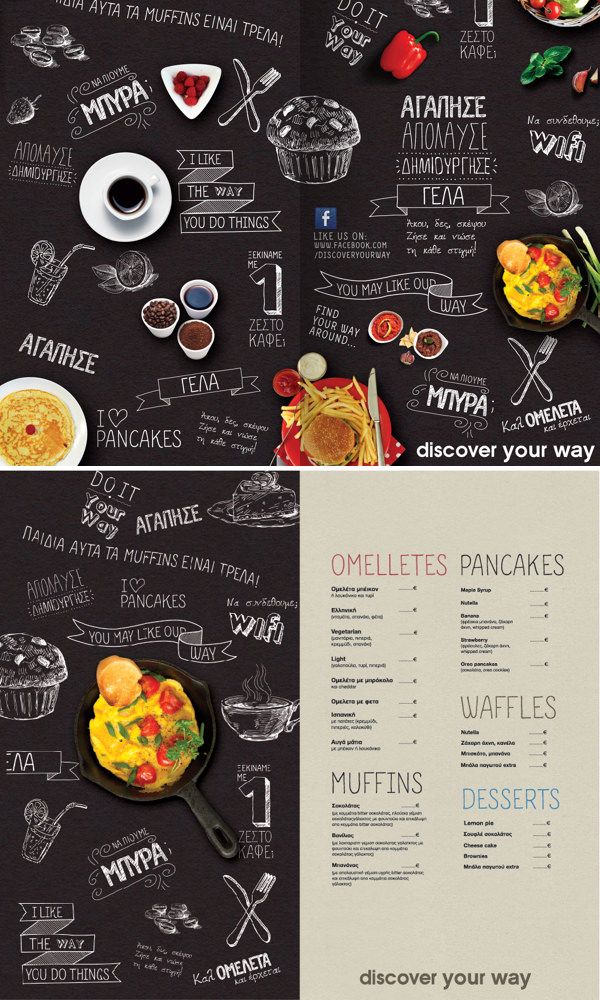 ΠΑΙΔΙΑ ΑΥΤΑ ΤΑ MUFFINS ΕΙΝΑΙ ΤΡΕΛΑ!
ΝΑ ΠΙΟΥΜΕ
ΜΠΥΡΑ;
ΑΠΟΛΑΥΣΕ
ΔΗΜΙΟΥΡΓΗΣΕ
I LIKE
THE WAY
YOU DO THINGS
ΞΕΚΙΝΑΜΕ
ΜΕ
1
ΖΕΣΤΟ
ΚΑΦΕ;
ΑΓΑΠΗΣΕ
ΓΕΛΑ
I
PANCAKES
Άκου, δες, σκέψου
Ζήσε και νιώσε
τη κάθε στιγμή!
DO IT
Your
Way
1
ΖΕΣΤΟ
ΚΑΦΕ;
ΑΓΑΠΗΣΕ
ΑΠΟΛΑΥΣΕ
ΔΗΜΙΟΥΡΓΗΣΕ
ΓΕΛΑ
Να συνδεθουμε;
wifi
LIKE US ON:
WWW.FACEBOOK.COM
/DISCOVERYOURWAY
Άκου, δες, σκέψου
Ζήσε και νιώσε
τη κάθε στιγμή!
YOU MAY LIKE OUR
WAY
FIND
YOUR WAY
AROUND...
ΝΑ ΠΙΟΥΜΕ
ΜΠΥΡΑ;
Και ΟΜΕΛΕΤΑ
και έρχεται
discover your way
DO IT
Your
Way
ΑΓΑΠΗΣΕ
ΠΑΙΔΙΑ ΑΥΤΑ ΤΑ MUFFINS ΕΙΝΑΙ ΤΡΕΛΑ!
ΑΠΟΛΑΥΣΕ
ΔΗΜΙΟΥΡΓΗΣΕ
I
PANCAKES
Να συνδεθουμε;
wifi
YOU MAY LIKE OUR
WAY
ΕΛΑ
ΞΕΚΙΝΑΜΕ
ΜΕ
1
ΖΕΣΤΟ
ΚΑΦΕ;
ΝΑ ΠΙΟΥΜΕ
ΜΠΥΡΑ;
I LIKE
THE WAY
YOU DO THINGS
Άκου, δες, σκέψου
Ζήσε και νιώσε
τη κάθε στιγμή!
Και ΟΜΕΛΕΤΑ
και έρχεται
OMELLETES
Ομελέτα μπέικον €
ή λουκάνικο και τυρί
Ελληνική €
(ντομάτα, σπανάκι, φέτα)
Vegetarian €
(μανιτάρια, πιπεριά,
κρεμμύδι, σπανάκι)
Light €
(γαλοπούλα, τυρί, πιπεριά)
Ομελέτα με μπρόκολο €
και cheddar
Ομελετα με φετα €
Ισπανική €
με πατάτες (κρεμμύδι,
πιπεριές, κολοκύθι)
Αυγά μάτια €
με μπέικον ή λουκάνικο
MUFFINS
Σοκολάτας €
Βανίλιας €
Μπανάνας €
PANCAKES
Maple Syrup €
Nutella €
Banana €
(φρέσκια μπανάνα, ζάχαρη
άχνη, whipped cream)
Strawberry €
(φράουλες, ζάχαρη άχνη,
whipped cream)
Oreo pancakes €
(σοκολάτα, oreo cookies)
WAFFLES
Nutella €
Ζάχαρη άχνη, κανέλα €
Μπισκότο, μπανάνα €
Μπάλα παγωτού extra €
DESSERTS
Lemon pie €
Σουφλέ σοκολάτας €
Cheese cake €
Brownies €
Μπάλα παγωτού extra €
discover your way